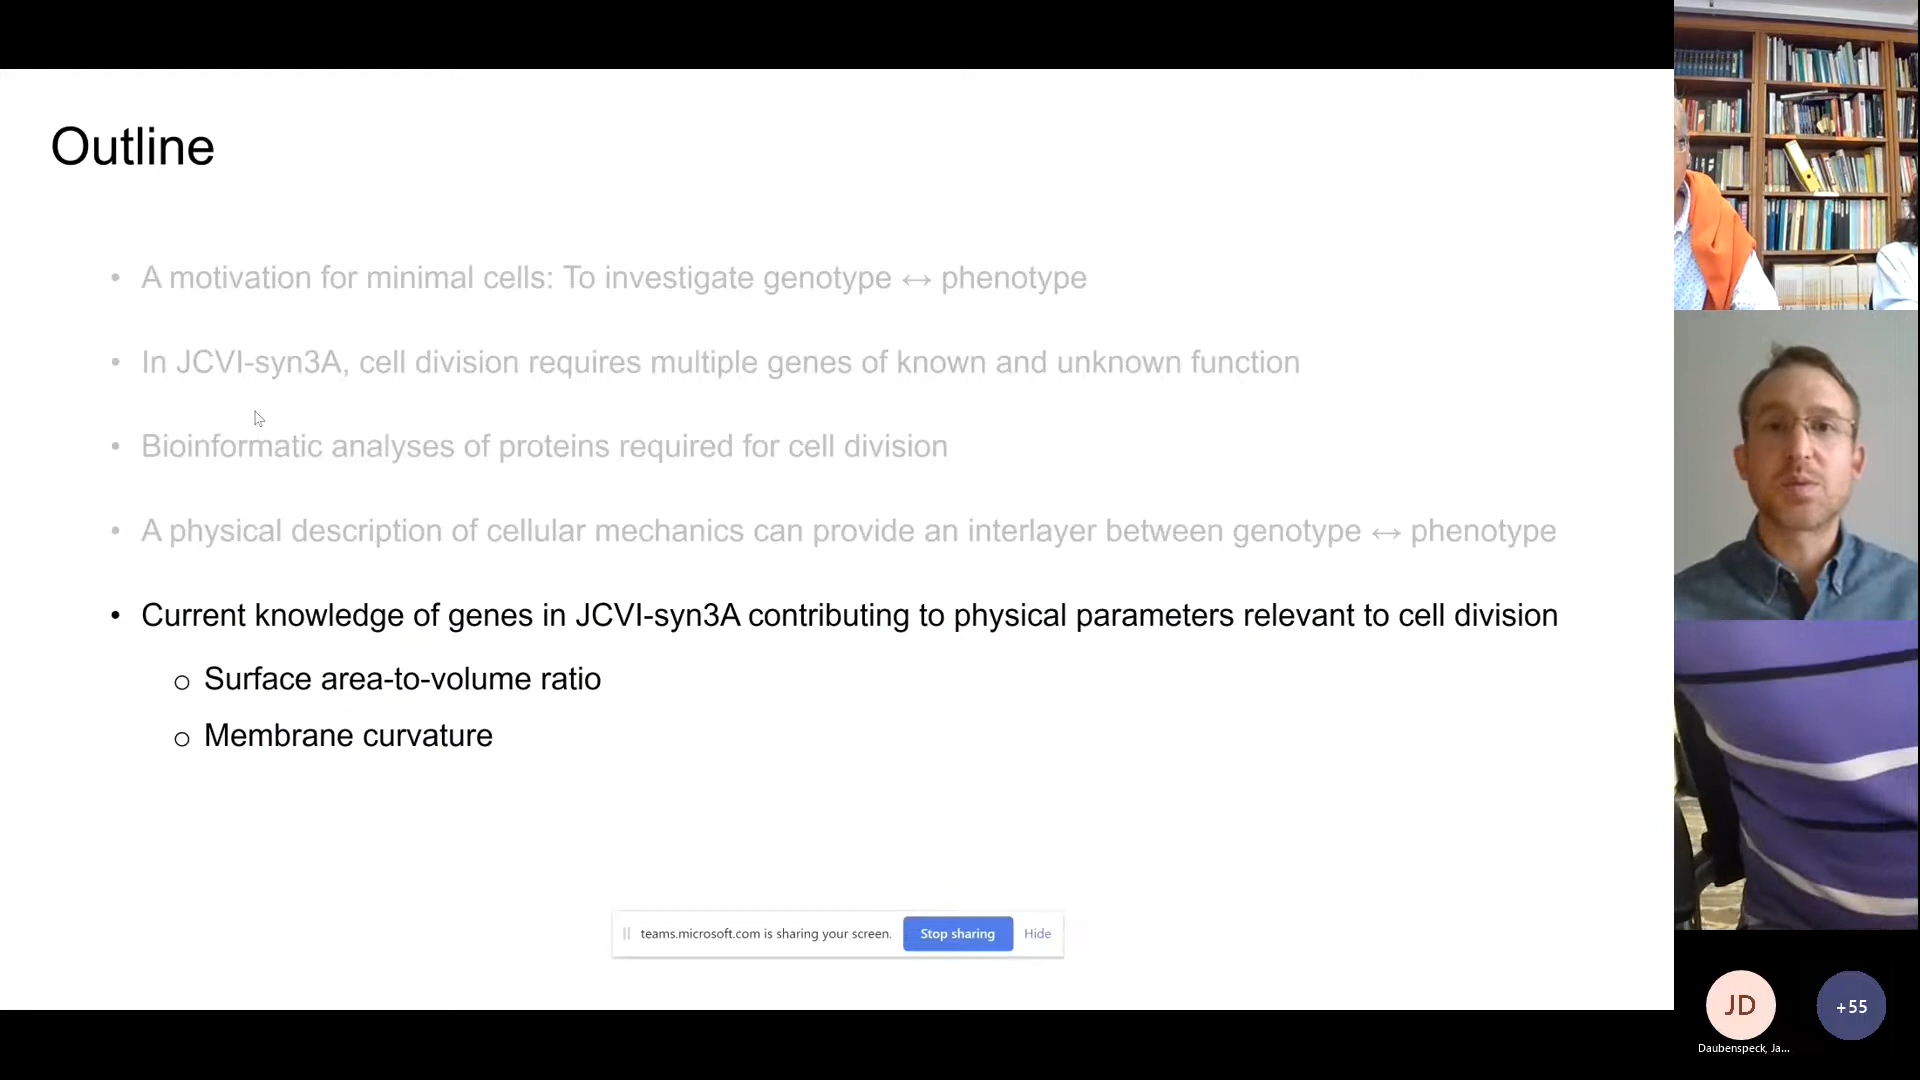 Outline
• A motivation for minimal cells: To investigate genotype ↔ phenotype
• In JCVI-syn3A, cell division requires multiple genes of known and unknown function
• Bioinformatic analyses of proteins required for cell division
• A physical description of cellular mechanics can provide an interlayer between genotype ↔ phenotype
• Current knowledge of genes in JCVI-syn3A contributing to physical parameters relevant to cell division
o Surface area-to-volume ratio
o Membrane curvature
teams.microsoft.com is sharing your screen. Stop sharing Hide
JD +55
Daubenspeck, Ja...